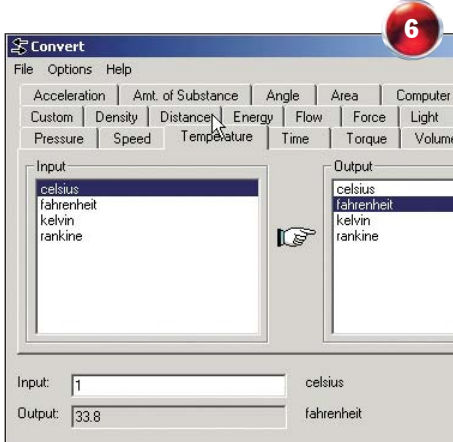 6
Convert
File Options Help
Acceleration Amt. of Substance Angle Area Computer
Custom Density Distance Energy Flow Force Light
Pressure Speed Temperature Time Torque Volume
Input Output
celsius celsius
fahrenheit fahrenheit
kelvin kelvin
rankine rankine
Input: 1 celsius
Output: 33.8 fahrenheit